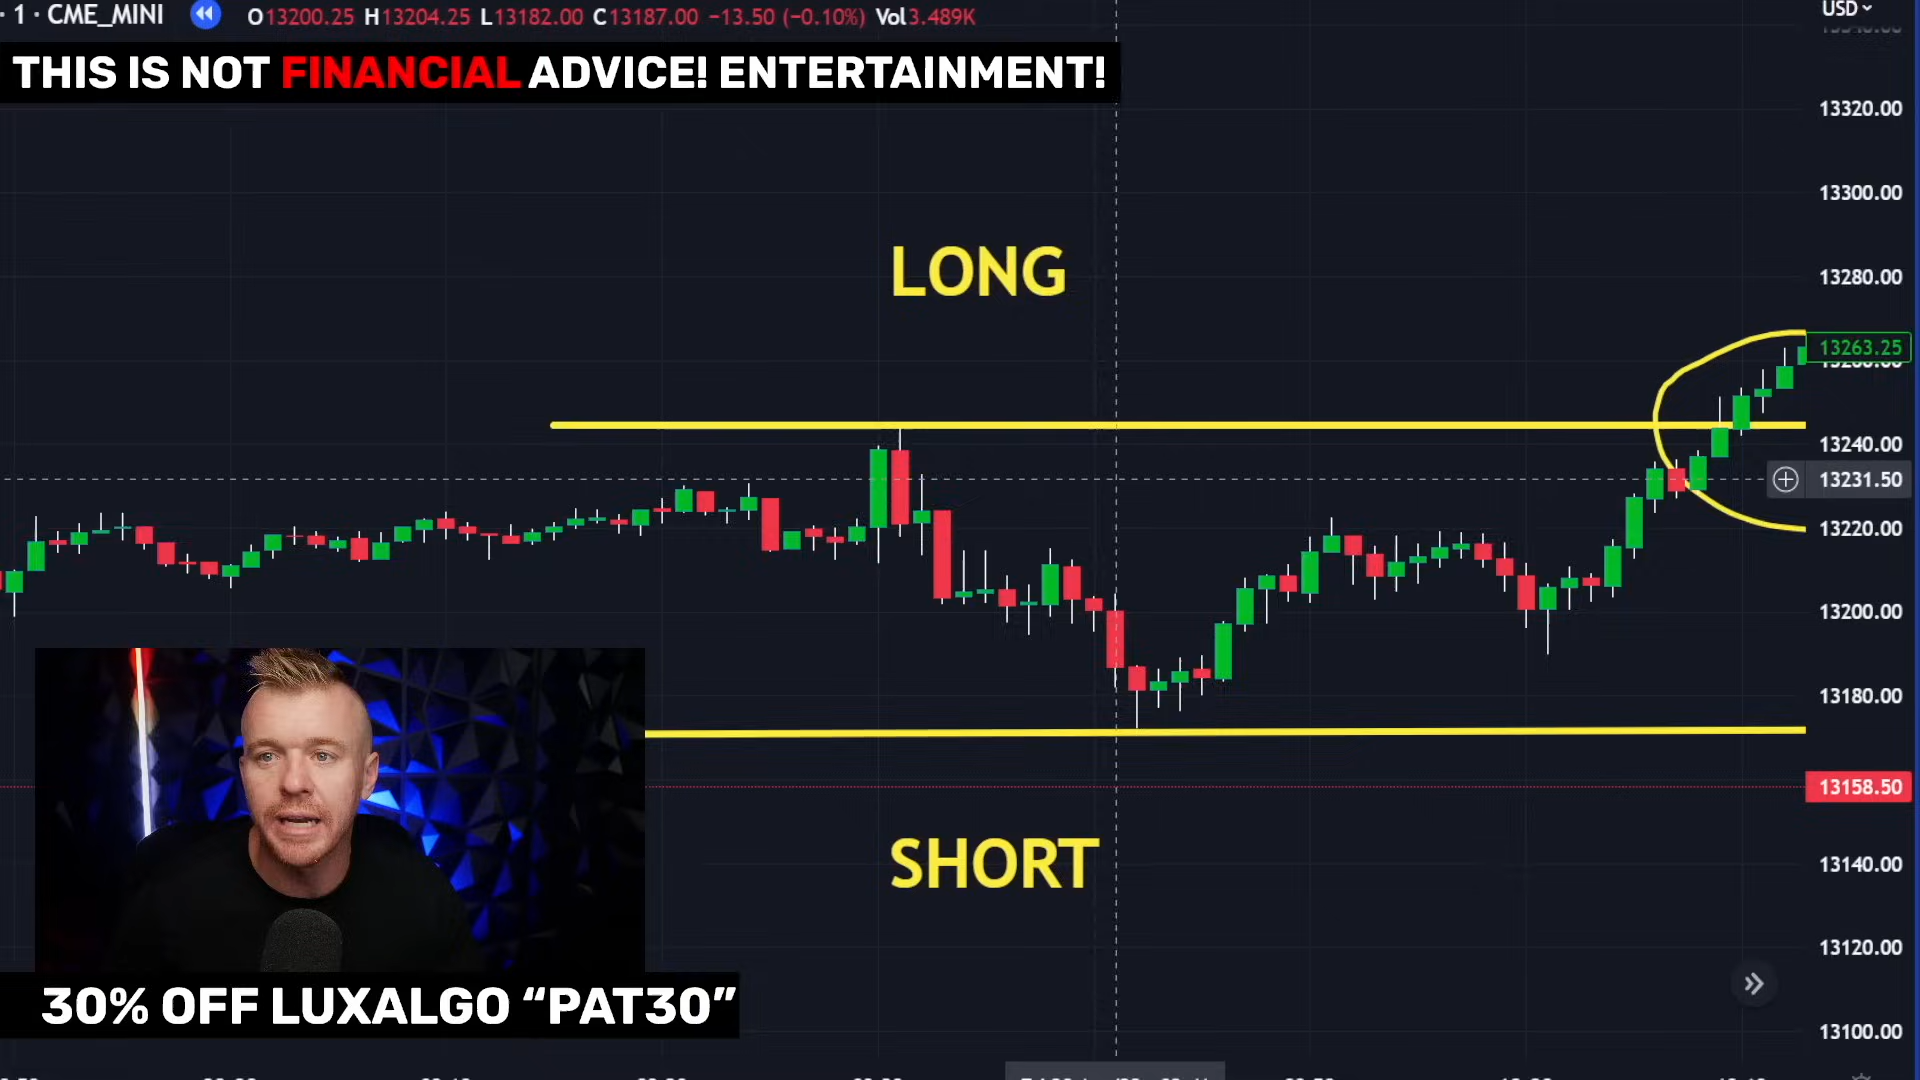 · 1 · CME_MINI O13200.25 H13204.25 L13182.00 C13187.00 −13.50 (−0.10%) Vol3.489K
USD
THIS IS NOT FINANCIAL ADVICE! ENTERTAINMENT!
13320.00
13300.00
LONG
13280.00
13263.25
13240.00
13231.50
13220.00
13200.00
13180.00
13158.50
SHORT
13140.00
13120.00
30% OFF LUXALGO “PAT30”
13100.00